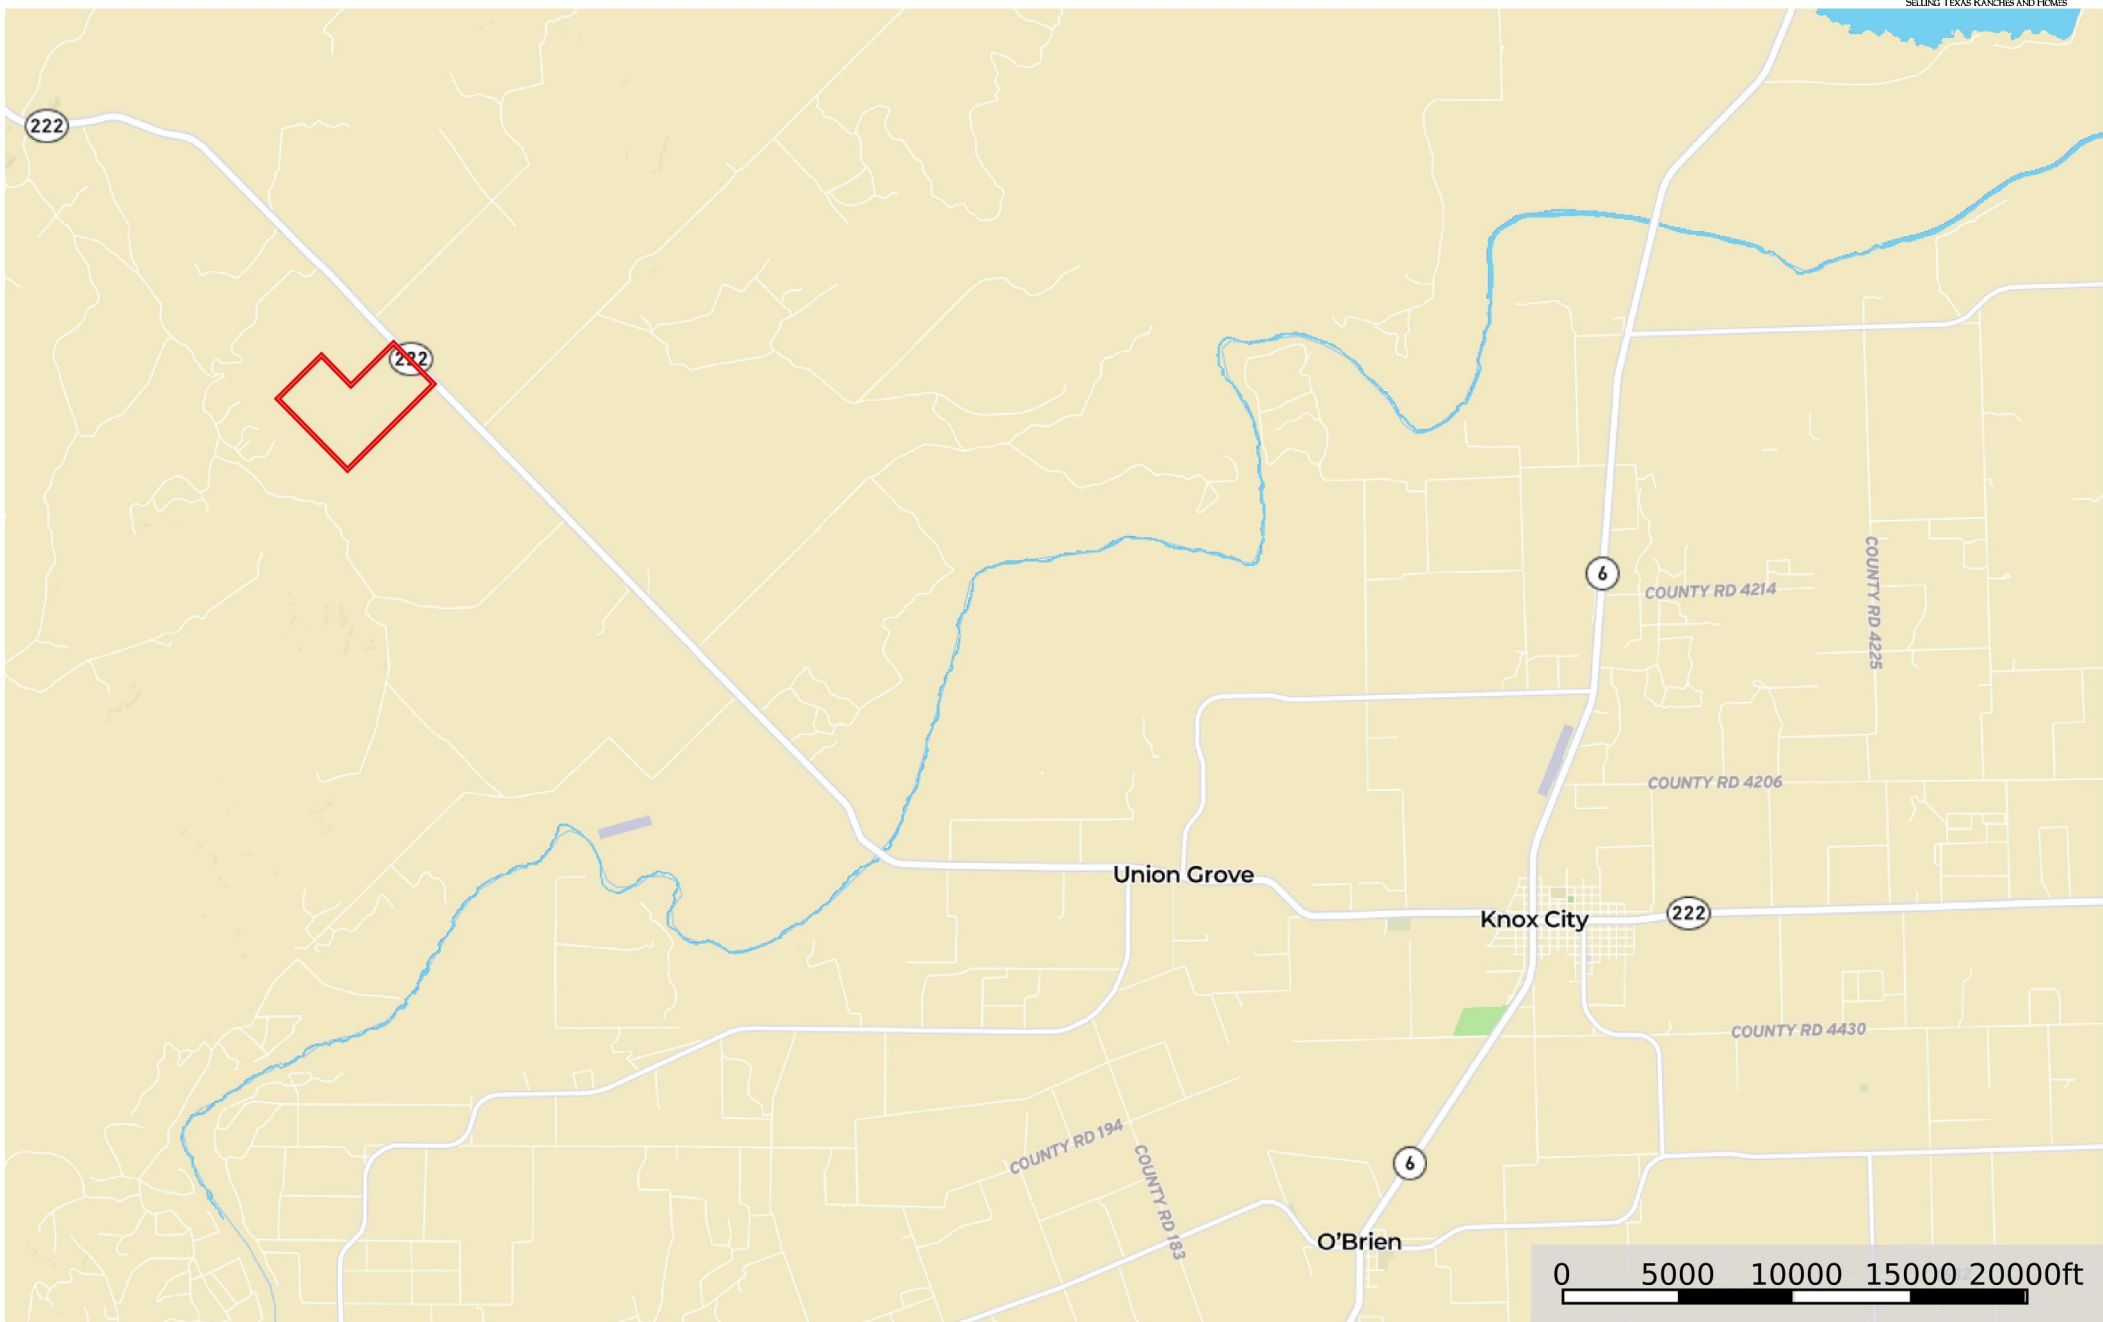 SELLING TEXAS RANCHES AND HOMES
222
222
6
COUNTY RD 4214
COUNTY RD 4225
COUNTY RD 4206
Union Grove
Knox City
222
COUNTY RD 4430
COUNTY RD 194
COUNTY RD 183
6
O'Brien
0 5000 10000 15000 20000ft